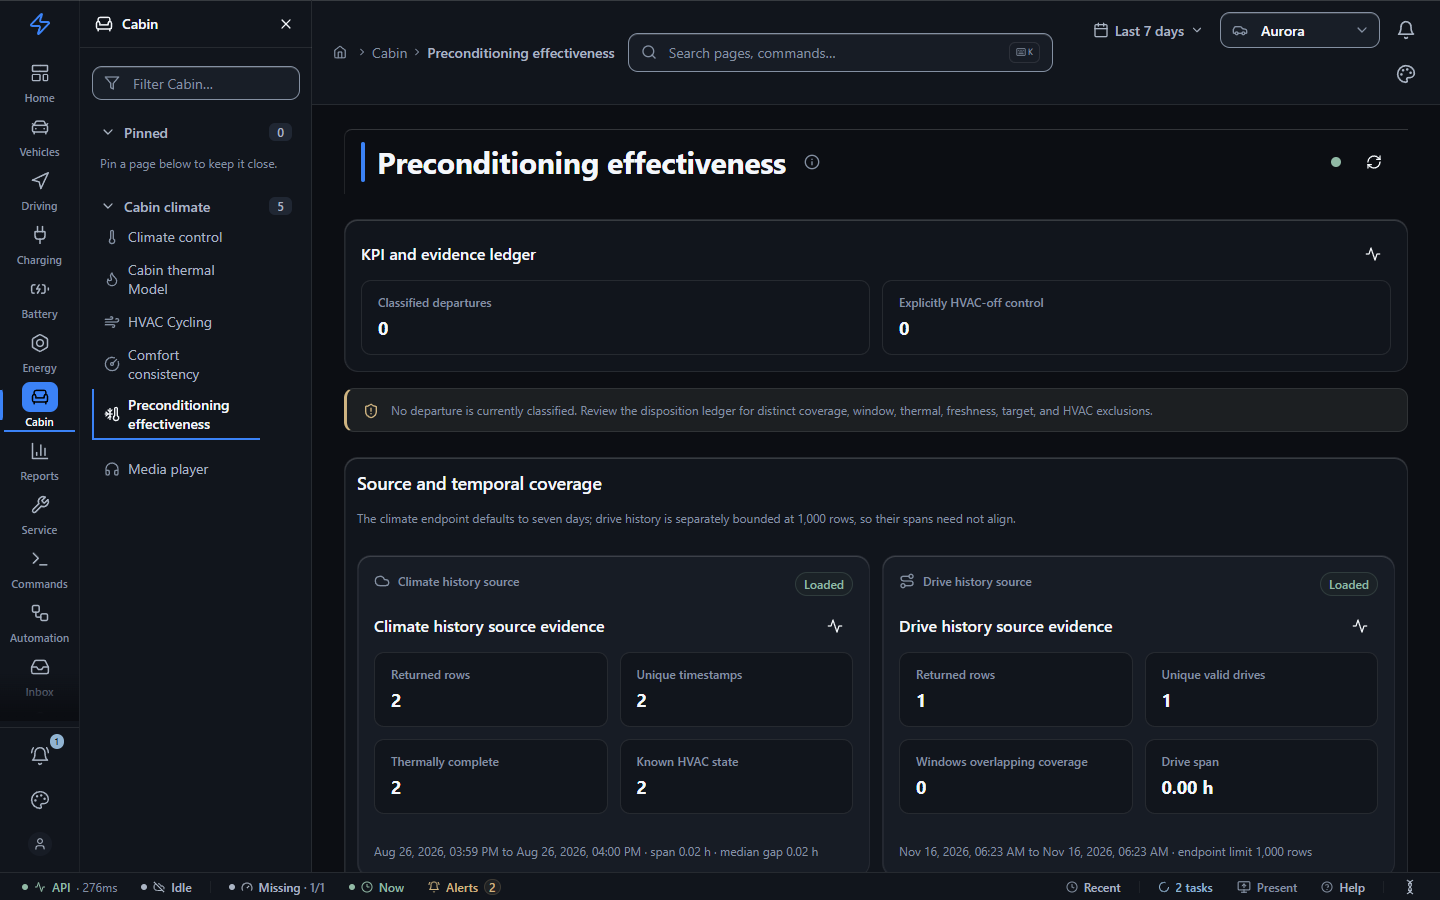 Cabin
Home
Vehicles
Driving
Charging
Battery
Energy
Cabin
Reports
Service
Commands
Automation
Inbox
1
Filter Cabin...
Pinned 0
Pin a page below to keep it close.
Cabin climate 5
Climate control
Cabin thermal
Model
HVAC Cycling
Comfort
consistency
Preconditioning
effectiveness
Media player
Cabin
Preconditioning effectiveness
Search pages, commands...
K
Last 7 days
Aurora
Preconditioning effectiveness
KPI and evidence ledger
Classified departures
0
Explicitly HVAC-off control
0
No departure is currently classified. Review the disposition ledger for distinct coverage, window, thermal, freshness, target, and HVAC exclusions.
Source and temporal coverage
The climate endpoint defaults to seven days; drive history is separately bounded at 1,000 rows, so their spans need not align.
Climate history source
Loaded
Climate history source evidence
Returned rows
2
Unique timestamps
2
Thermally complete
2
Known HVAC state
2
Aug 26, 2026, 03:59 PM to Aug 26, 2026, 04:00 PM · span 0.02 h · median gap 0.02 h
Drive history source
Loaded
Drive history source evidence
Returned rows
1
Unique valid drives
1
Windows overlapping coverage
0
Drive span
0.00 h
Nov 16, 2026, 06:23 AM to Nov 16, 2026, 06:23 AM · endpoint limit 1,000 rows
API · 276ms
Idle
Missing · 1/1
Now
Alerts 2
Recent
2 tasks
Present
Help